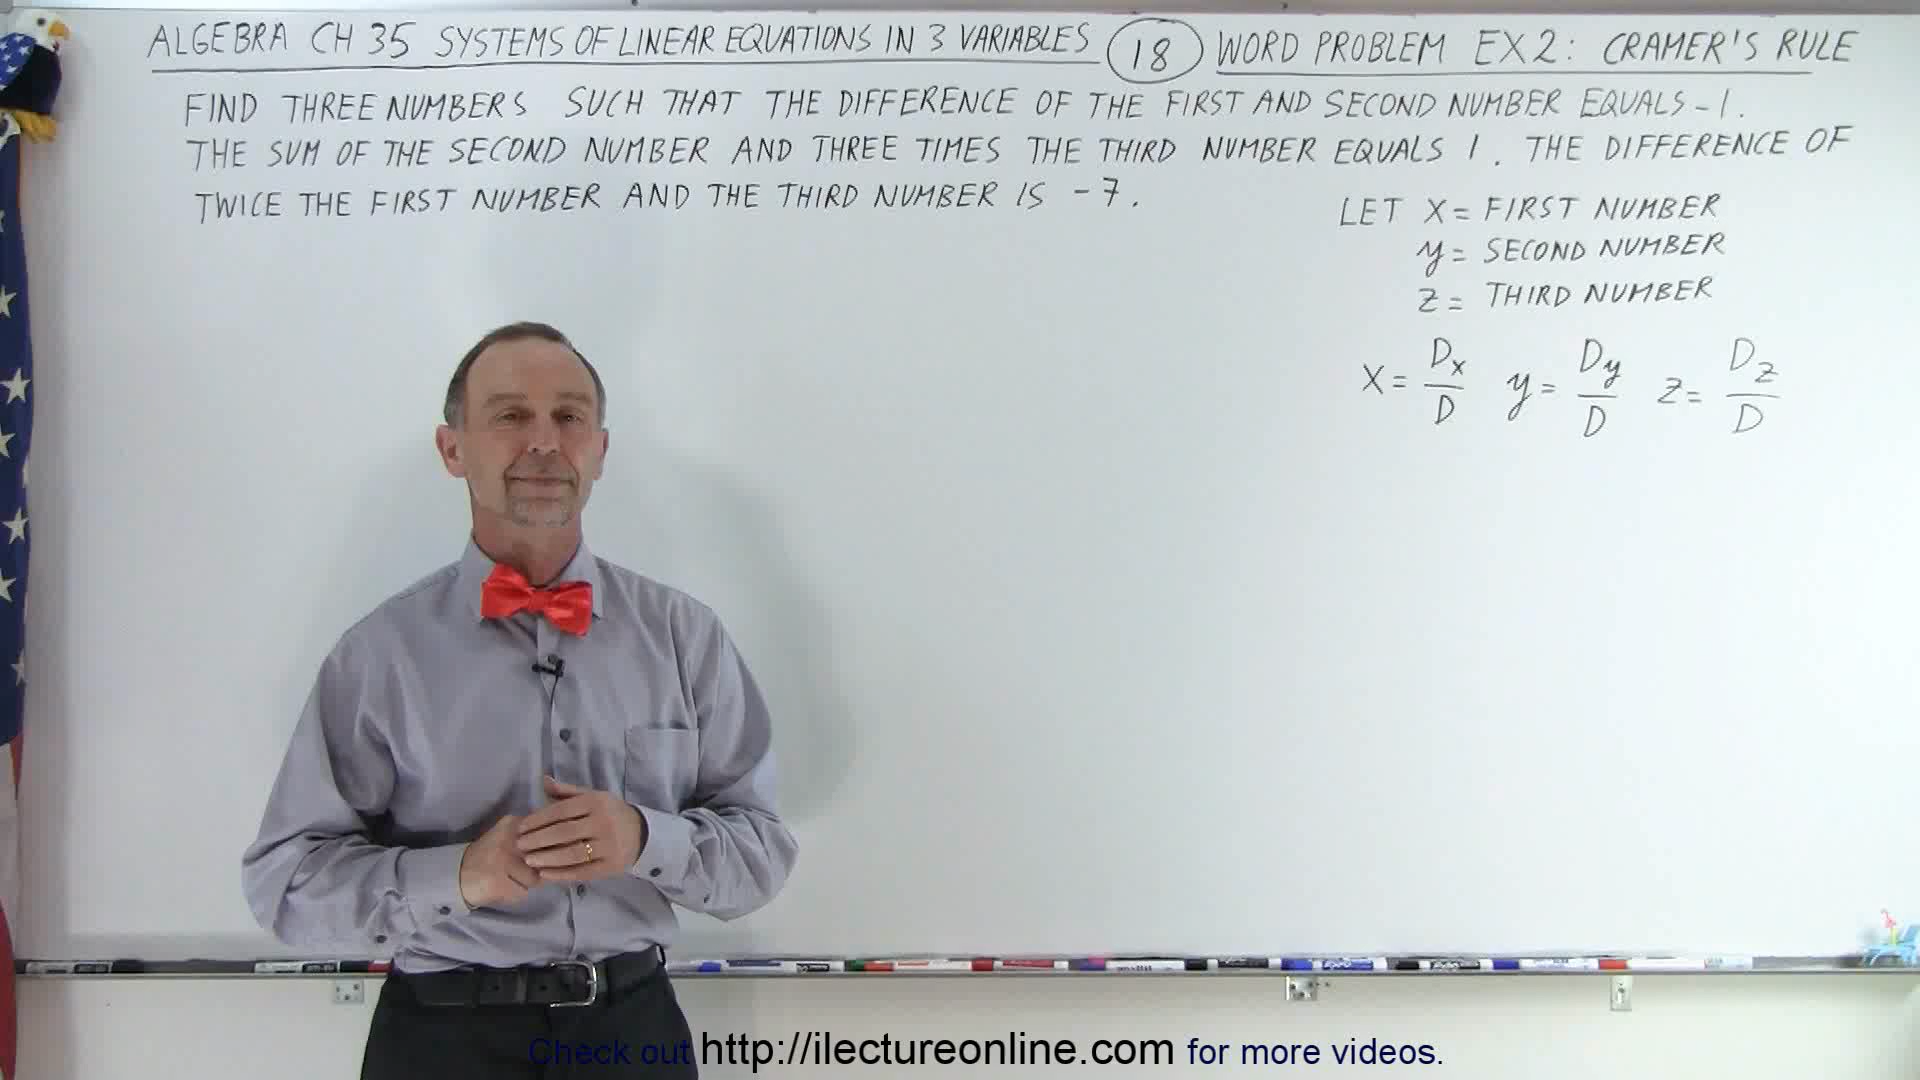 ALGEBRA CH 35 SYSTEMS OF LINEAR EQUATIONS IN 3 VARIABLES 18 WORD PROBLEM EX 2: CRAMER'S RULE
FIND THREE NUMBERS SUCH THAT THE DIFFERENCE OF THE FIRST AND SECOND NUMBER EQUALS -1.
THE SUM OF THE SECOND NUMBER AND THREE TIMES THE THIRD NUMBER EQUALS 1. THE DIFFERENCE OF
TWICE THE FIRST NUMBER AND THE THIRD NUMBER IS -7.
LET X = FIRST NUMBER
y = SECOND NUMBER
z = THIRD NUMBER
X = Dx/D y = Dy/D z = Dz/D
Check out http://ilectureonline.com for more videos.